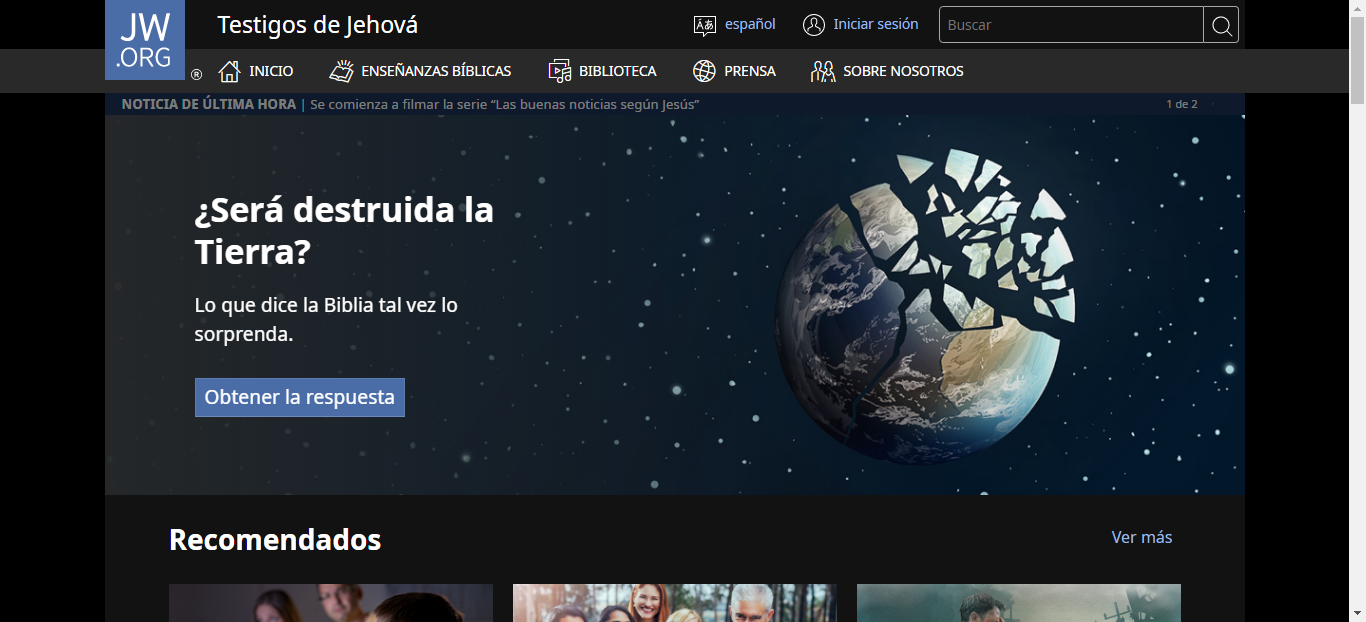 JW
.ORG
®
Testigos de Jehová
español
Iniciar sesión
Buscar
INICIO
ENSEÑANZAS BÍBLICAS
BIBLIOTECA
PRENSA
SOBRE NOSOTROS
NOTICIA DE ÚLTIMA HORA | Se comienza a filmar la serie “Las buenas noticias según Jesús”
1 de 2
¿Será destruida la
Tierra?
Lo que dice la Biblia tal vez lo
sorprenda.
Obtener la respuesta
Recomendados
Ver más